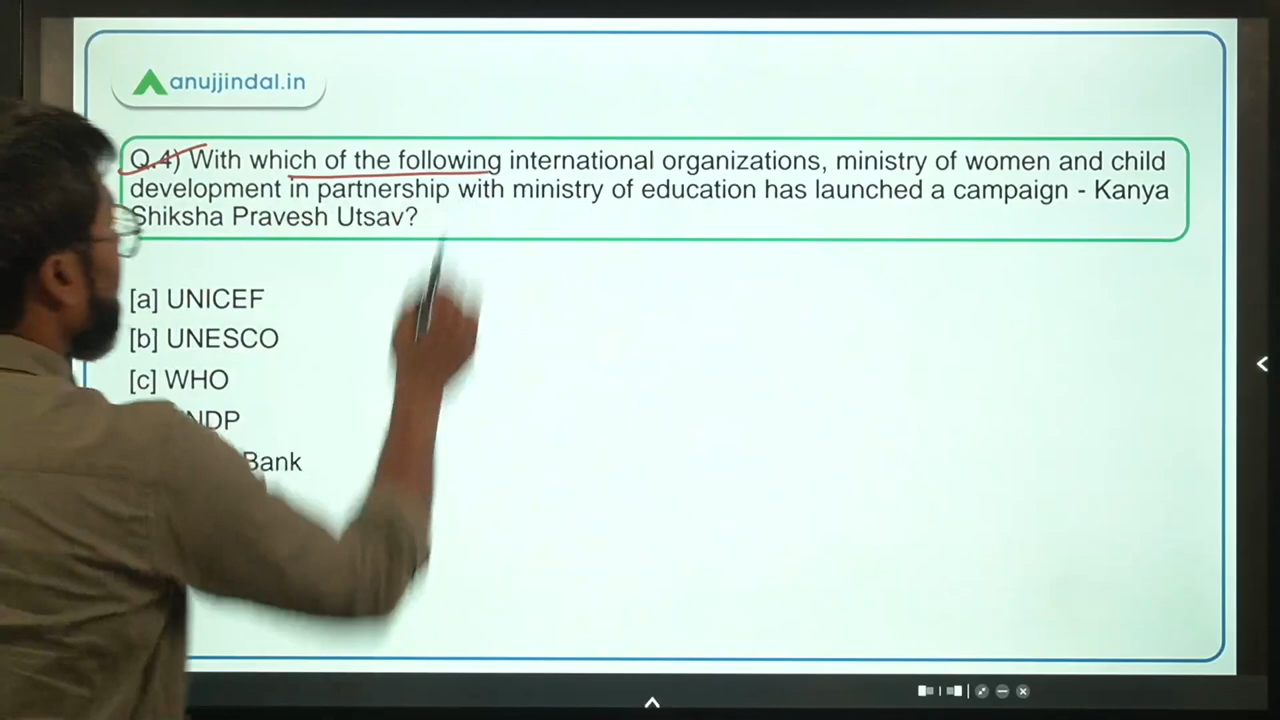 anujjindal.in
Q.4) With which of the following international organizations, ministry of women and child
development in partnership with ministry of education has launched a campaign - Kanya
Shiksha Pravesh Utsav?
[a] UNICEF
[b] UNESCO
[c] WHO
NDP
Bank